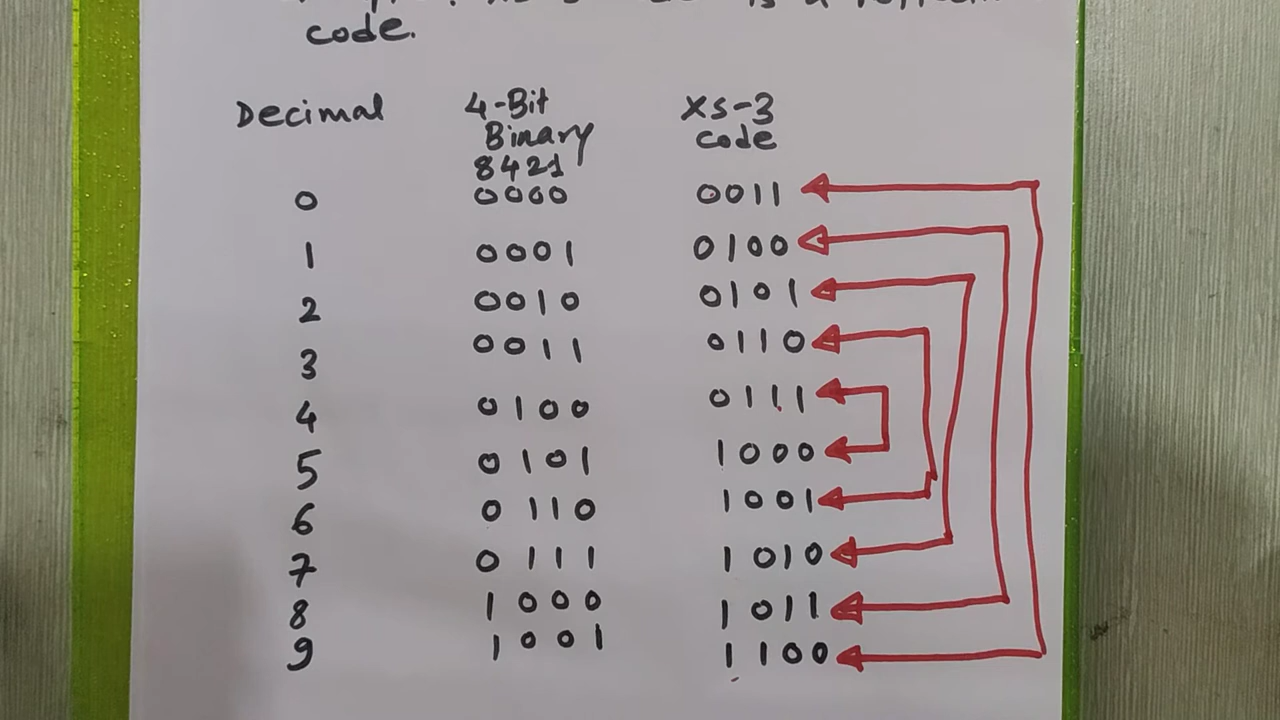 is a
code.
Decimal 4-Bit Binary 8421 XS-3 code
0 0000 0011
1 0001 0100
2 0010 0101
3 0011 0110
4 0100 0111
5 0101 1000
6 0110 1001
7 0111 1010
8 1000 1011
9 1001 1100